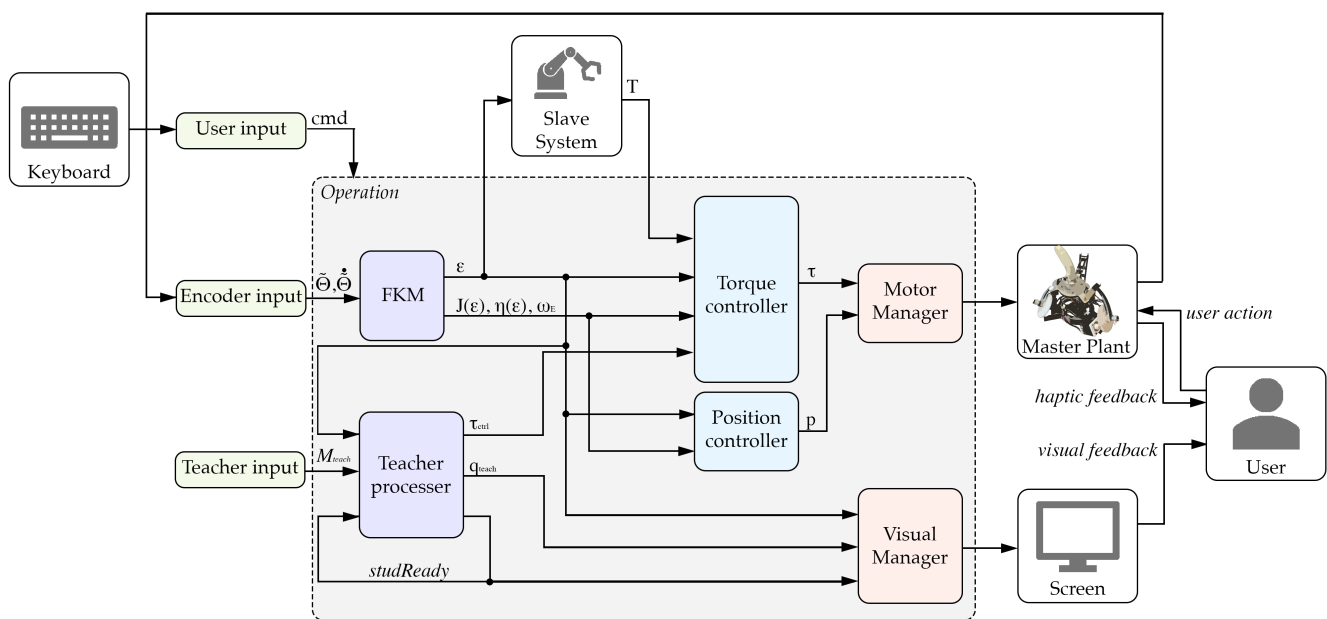 Keyboard
User input
cmd
Slave
System
T
Operation
Encoder input
Θ̃,Θ̃̇
FKM
ε
J(ε), η(ε), ωE
Torque
controller
τ
Motor
Manager
Master Plant
user action
haptic feedback
Position
controller
p
Teacher input
Mteach
Teacher
processer
τctrl
qteach
studReady
Visual
Manager
visual feedback
User
Screen